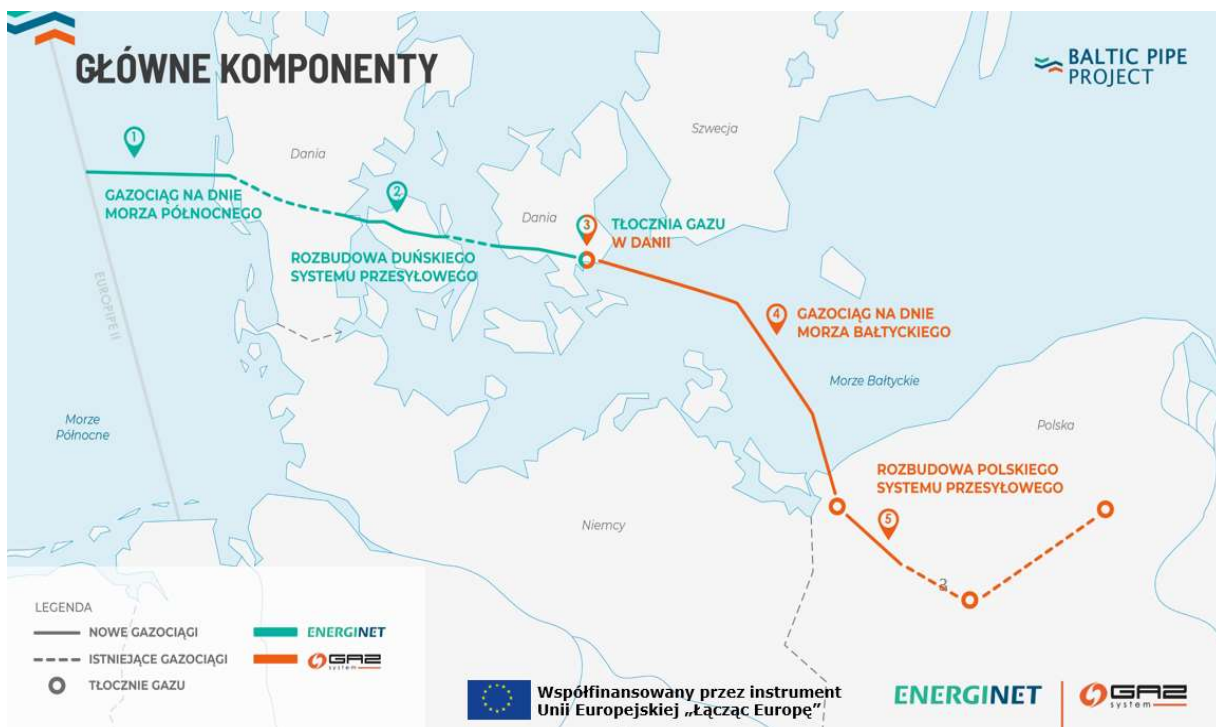 GŁÓWNE KOMPONENTY
BALTIC PIPE
PROJECT
1
GAZOCIĄG NA DNIE
MORZA PÓŁNOCNEGO
Dania
2
ROZBUDOWA DUŃSKIEGO
SYSTEMU PRZESYŁOWEGO
Dania
Szwecja
3
TŁOCZNIA GAZU
W DANII
EUROPIPE II
4
GAZOCIĄG NA DNIE
MORZA BAŁTYCKIEGO
Morze Bałtyckie
Morze
Północne
Polska
ROZBUDOWA POLSKIEGO
SYSTEMU PRZESYŁOWEGO
5
Niemcy
2
LEGENDA
NOWE GAZOCIĄGI
ENERGINET
ISTNIEJĄCE GAZOCIĄGI
GAZ
system
TŁOCZNIE GAZU
Współfinansowany przez instrument
Unii Europejskiej „Łącząc Europę”
ENERGINET
GAZ
system